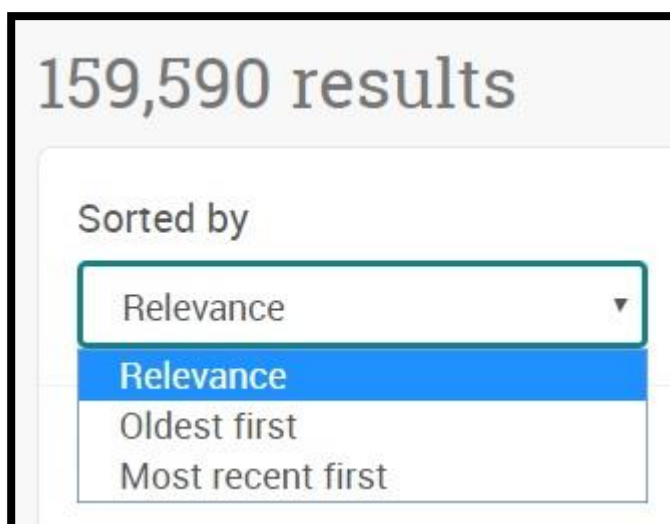 159,590 results
Sorted by
Relevance
Relevance
Oldest first
Most recent first